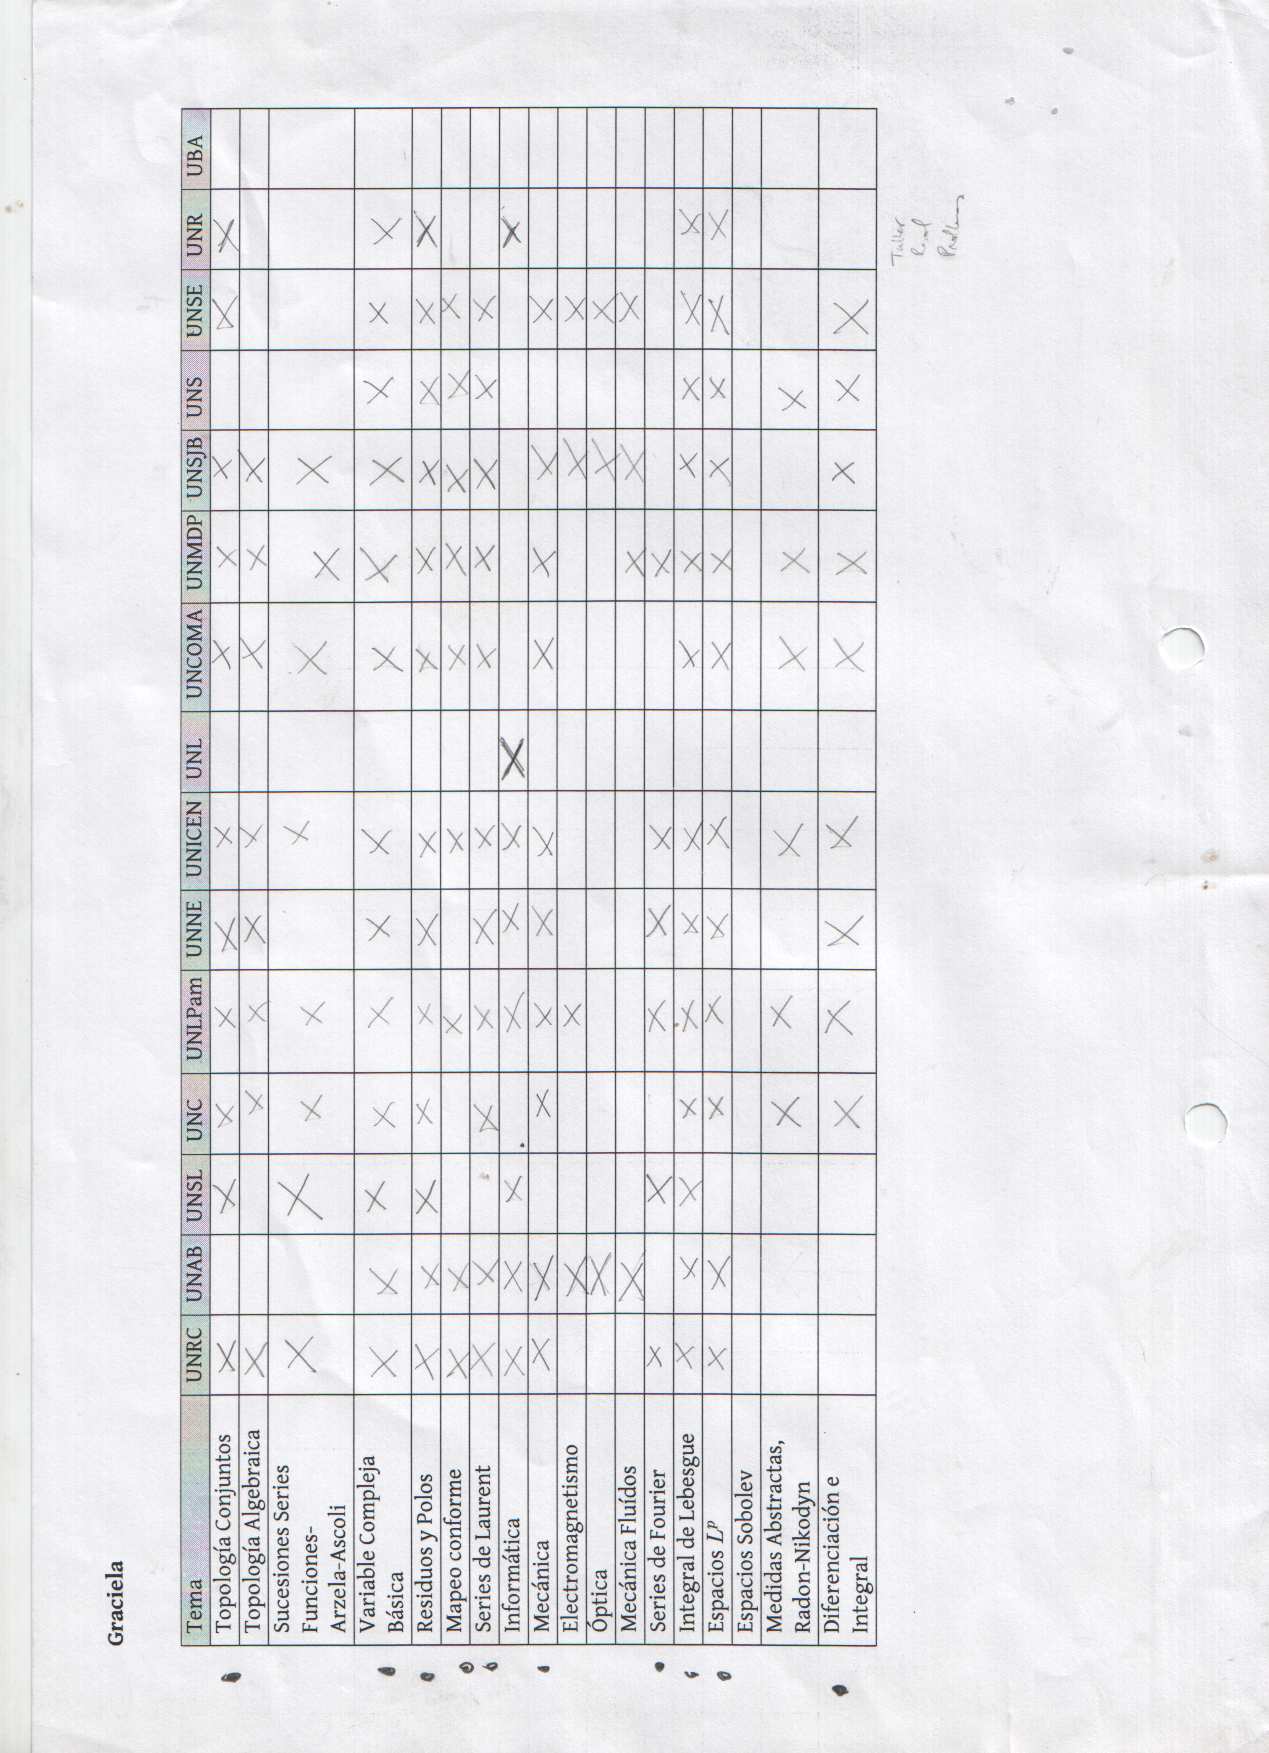 Graciela
Tema UNRC UNAB UNSL UNC UNLPam UNNE UNICEN UNL UNCOMA UNMDP UNSJB UNS UNSE UNR UBA
Topología Conjuntos
Topología Algebraica
Sucesiones Series
Funciones-
Arzela-Ascoli
Variable Compleja
Básica
Residuos y Polos
Mapeo conforme
Series de Laurent
Informática
Mecánica
Electromagnetismo
Óptica
Mecánica Fluídos
Series de Fourier
Integral de Lebesgue
Espacios Lᵖ
Espacios Sobolev
Medidas Abstractas,
Radon-Nikodyn
Diferenciación e
Integral
Taller